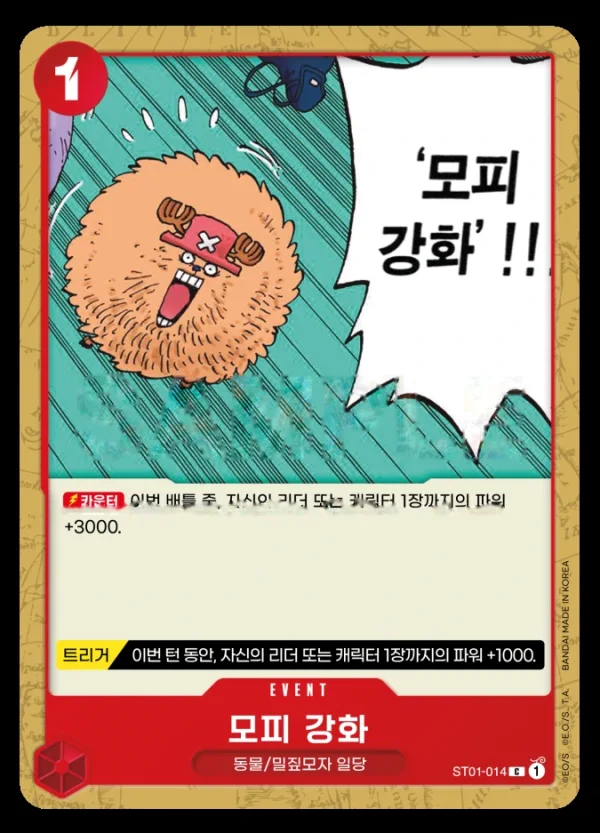 1
'모피
강화' !!!
카운터 이번 배틀 중, 자신의 리더 또는 캐릭터 1장까지의 파워
+3000.
트리거 이번 턴 동안, 자신의 리더 또는 캐릭터 1장까지의 파워 +1000.
EVENT
모피 강화
동물/밀짚모자 일당
ST01-014 C 1
©EO/S ©E.O./S., T.A. BANDAI MADE IN KOREA